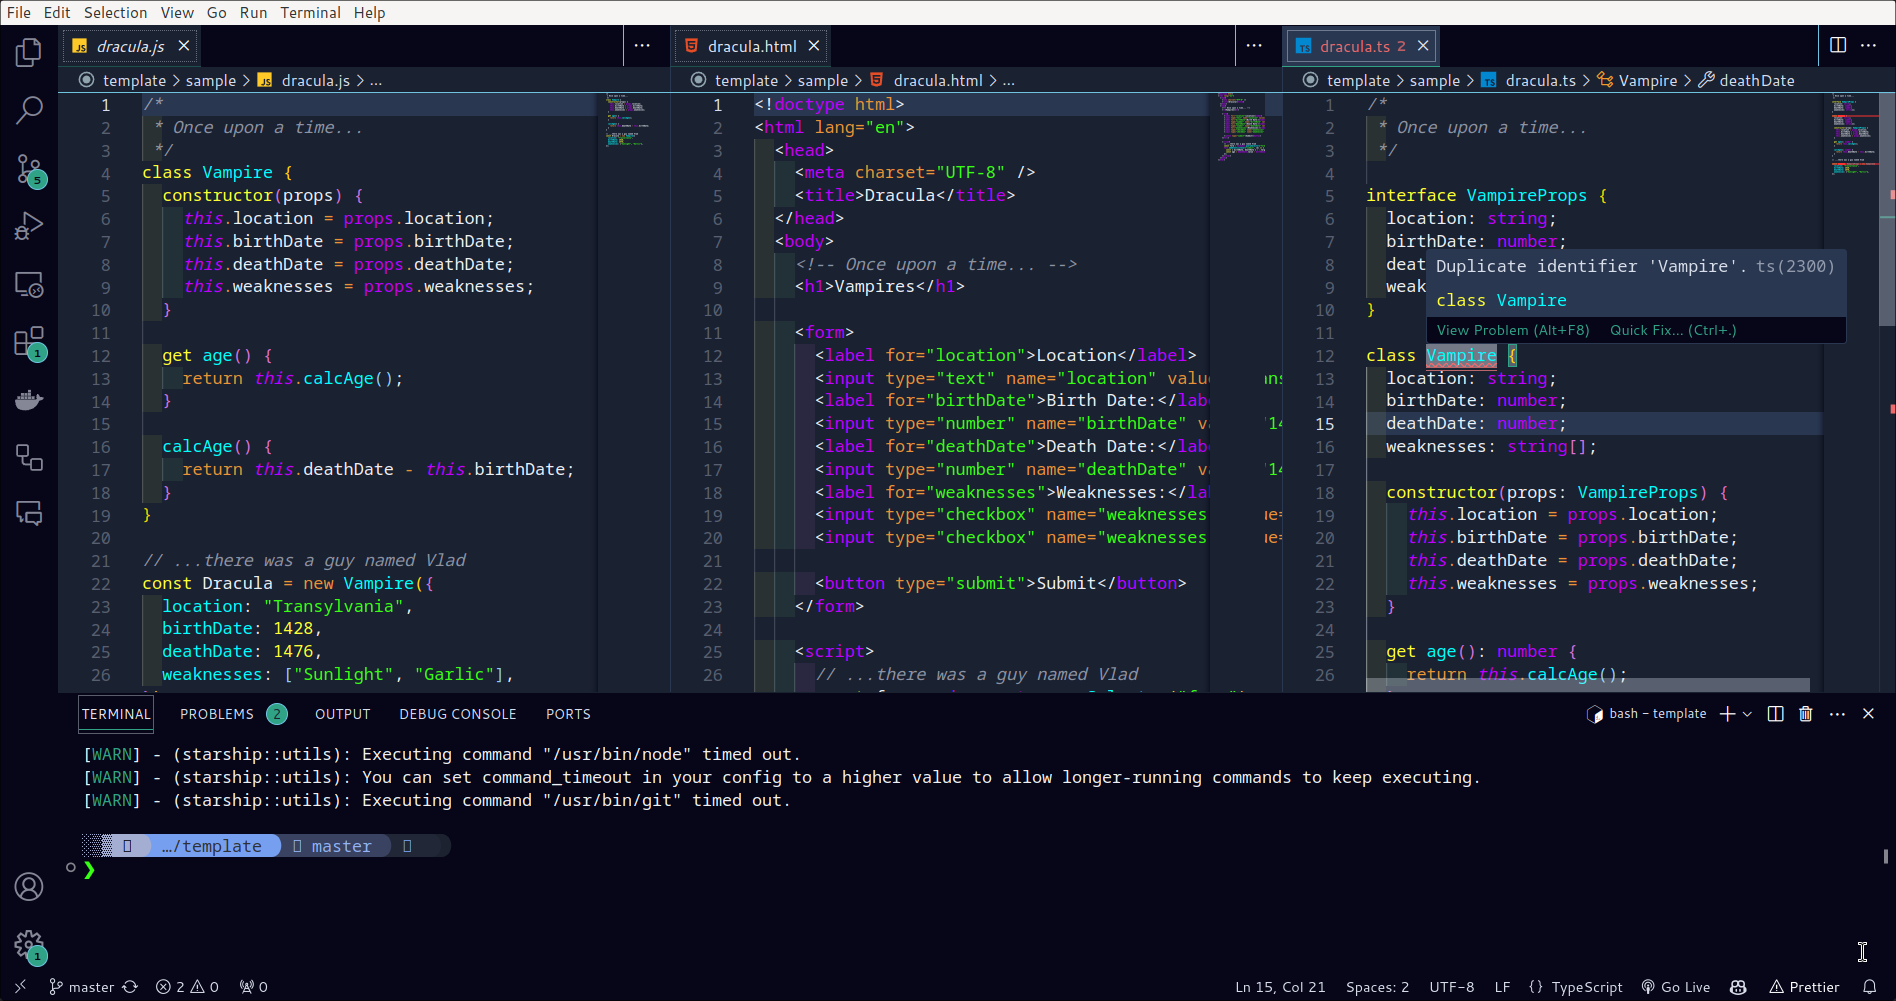 File Edit Selection View Go Run Terminal Help
dracula.js
template > sample > dracula.js > ...
1 /*
2 * Once upon a time...
3 */
4 class Vampire {
5 constructor(props) {
6 this.location = props.location;
7 this.birthDate = props.birthDate;
8 this.deathDate = props.deathDate;
9 this.weaknesses = props.weaknesses;
10 }
11
12 get age() {
13 return this.calcAge();
14 }
15
16 calcAge() {
17 return this.deathDate - this.birthDate;
18 }
19 }
20
21 // ...there was a guy named Vlad
22 const Dracula = new Vampire({
23 location: "Transylvania",
24 birthDate: 1428,
25 deathDate: 1476,
26 weaknesses: ["Sunlight", "Garlic"],
dracula.html
template > sample > dracula.html > ...
1 <!doctype html>
2 <html lang="en">
3 <head>
4 <meta charset="UTF-8" />
5 <title>Dracula</title>
6 </head>
7 <body>
8 <!-- Once upon a time... -->
9 <h1>Vampires</h1>
10
11 <form>
12 <label for="location">Location</label>
13 <input type="text" name="location" valu
14 <label for="birthDate">Birth Date:</lab
15 <input type="number" name="birthDate" v
16 <label for="deathDate">Death Date:</lab
17 <input type="number" name="deathDate" v
18 <label for="weaknesses">Weaknesses:</la
19 <input type="checkbox" name="weaknesses
20 <input type="checkbox" name="weaknesses
21
22 <button type="submit">Submit</button>
23 </form>
24
25 <script>
26 // ...there was a guy named Vlad
dracula.ts 2
template > sample > dracula.ts > Vampire > deathDate
1 /*
2 * Once upon a time...
3 */
4
5 interface VampireProps {
6 location: string;
7 birthDate: number;
8 deat
9 weak
10 }
Duplicate identifier 'Vampire'. ts(2300)
class Vampire
View Problem (Alt+F8) Quick Fix... (Ctrl+.)
11
12 class Vampire {
13 location: string;
14 birthDate: number;
15 deathDate: number;
16 weaknesses: string[];
17
18 constructor(props: VampireProps) {
19 this.location = props.location;
20 this.birthDate = props.birthDate;
21 this.deathDate = props.deathDate;
22 this.weaknesses = props.weaknesses;
23 }
24
25 get age(): number {
26 return this.calcAge();
5
1
TERMINAL PROBLEMS 2 OUTPUT DEBUG CONSOLE PORTS
bash - template
[WARN] - (starship::utils): Executing command "/usr/bin/node" timed out.
[WARN] - (starship::utils): You can set command_timeout in your config to a higher value to allow longer-running commands to keep executing.
[WARN] - (starship::utils): Executing command "/usr/bin/git" timed out.
…/template master
❯
1
master 2 0 0
Ln 15, Col 21 Spaces: 2 UTF-8 LF {} TypeScript Go Live Prettier